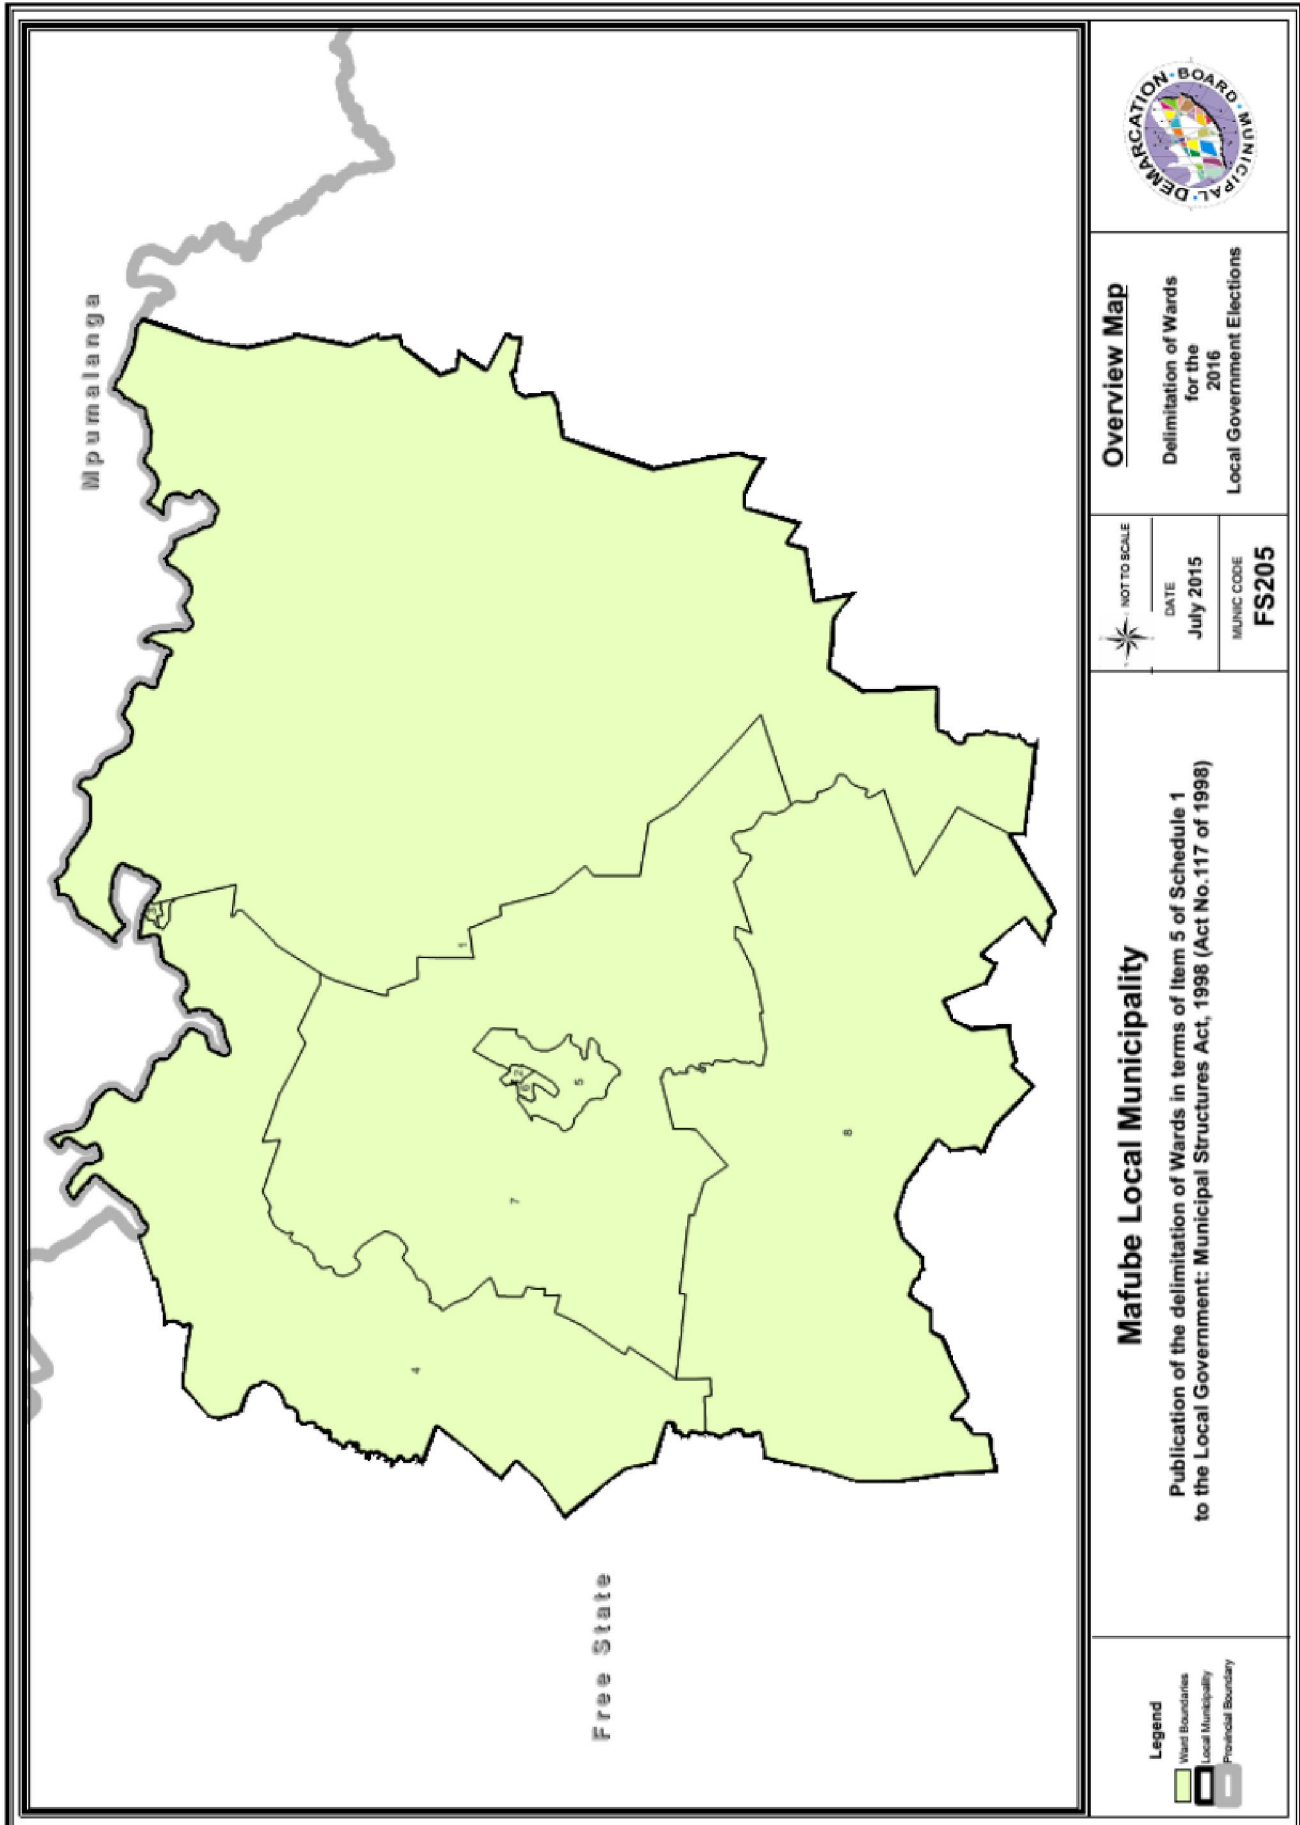 Mpumalanga
1
2
6
5
7
8
4
Free State
MUNICIPAL · DEMARCATION · BOARD ·
Overview Map
Delimitation of Wards
for the
2016
Local Government Elections
NOT TO SCALE
DATE
July 2015
MUNIC CODE
FS205
Mafube Local Municipality
Publication of the delimitation of Wards in terms of Item 5 of Schedule 1
to the Local Government: Municipal Structures Act, 1998 (Act No.117 of 1998)
Legend
Ward Boundaries
Local Municipality
Provincial Boundary